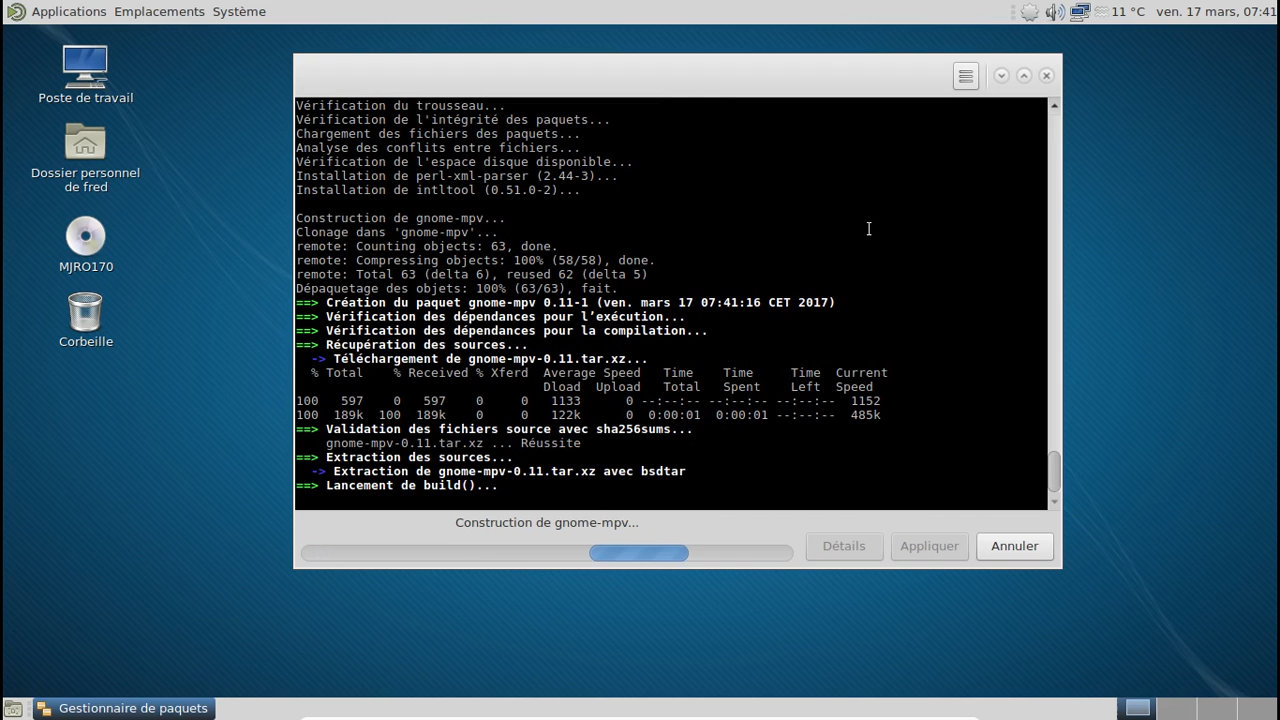 Applications Emplacements Système 11 °C ven. 17 mars, 07:41
Poste de travail
Dossier personnel
de fred
MJRO170
Corbeille
Vérification du trousseau...
Vérification de l'intégrité des paquets...
Chargement des fichiers des paquets...
Analyse des conflits entre fichiers...
Vérification de l'espace disque disponible...
Installation de perl-xml-parser (2.44-3)...
Installation de intltool (0.51.0-2)...
Construction de gnome-mpv...
Clonage dans 'gnome-mpv'...
remote: Counting objects: 63, done.
remote: Compressing objects: 100% (58/58), done.
remote: Total 63 (delta 6), reused 62 (delta 5)
Dépaquetage des objets: 100% (63/63), fait.
==> Création du paquet gnome-mpv 0.11-1 (ven. mars 17 07:41:16 CET 2017)
==> Vérification des dépendances pour l’exécution...
==> Vérification des dépendances pour la compilation...
==> Récupération des sources...
-> Téléchargement de gnome-mpv-0.11.tar.xz...
% Total % Received % Xferd Average Speed Time Time Time Current
Dload Upload Total Spent Left Speed
100 597 0 597 0 0 1133 0 --:--:-- --:--:-- --:--:-- 1152
100 189k 100 189k 0 0 122k 0 0:00:01 0:00:01 --:--:-- 485k
==> Validation des fichiers source avec sha256sums...
gnome-mpv-0.11.tar.xz ... Réussite
==> Extraction des sources...
-> Extraction de gnome-mpv-0.11.tar.xz avec bsdtar
==> Lancement de build()...
Construction de gnome-mpv...
Détails Appliquer Annuler
Gestionnaire de paquets